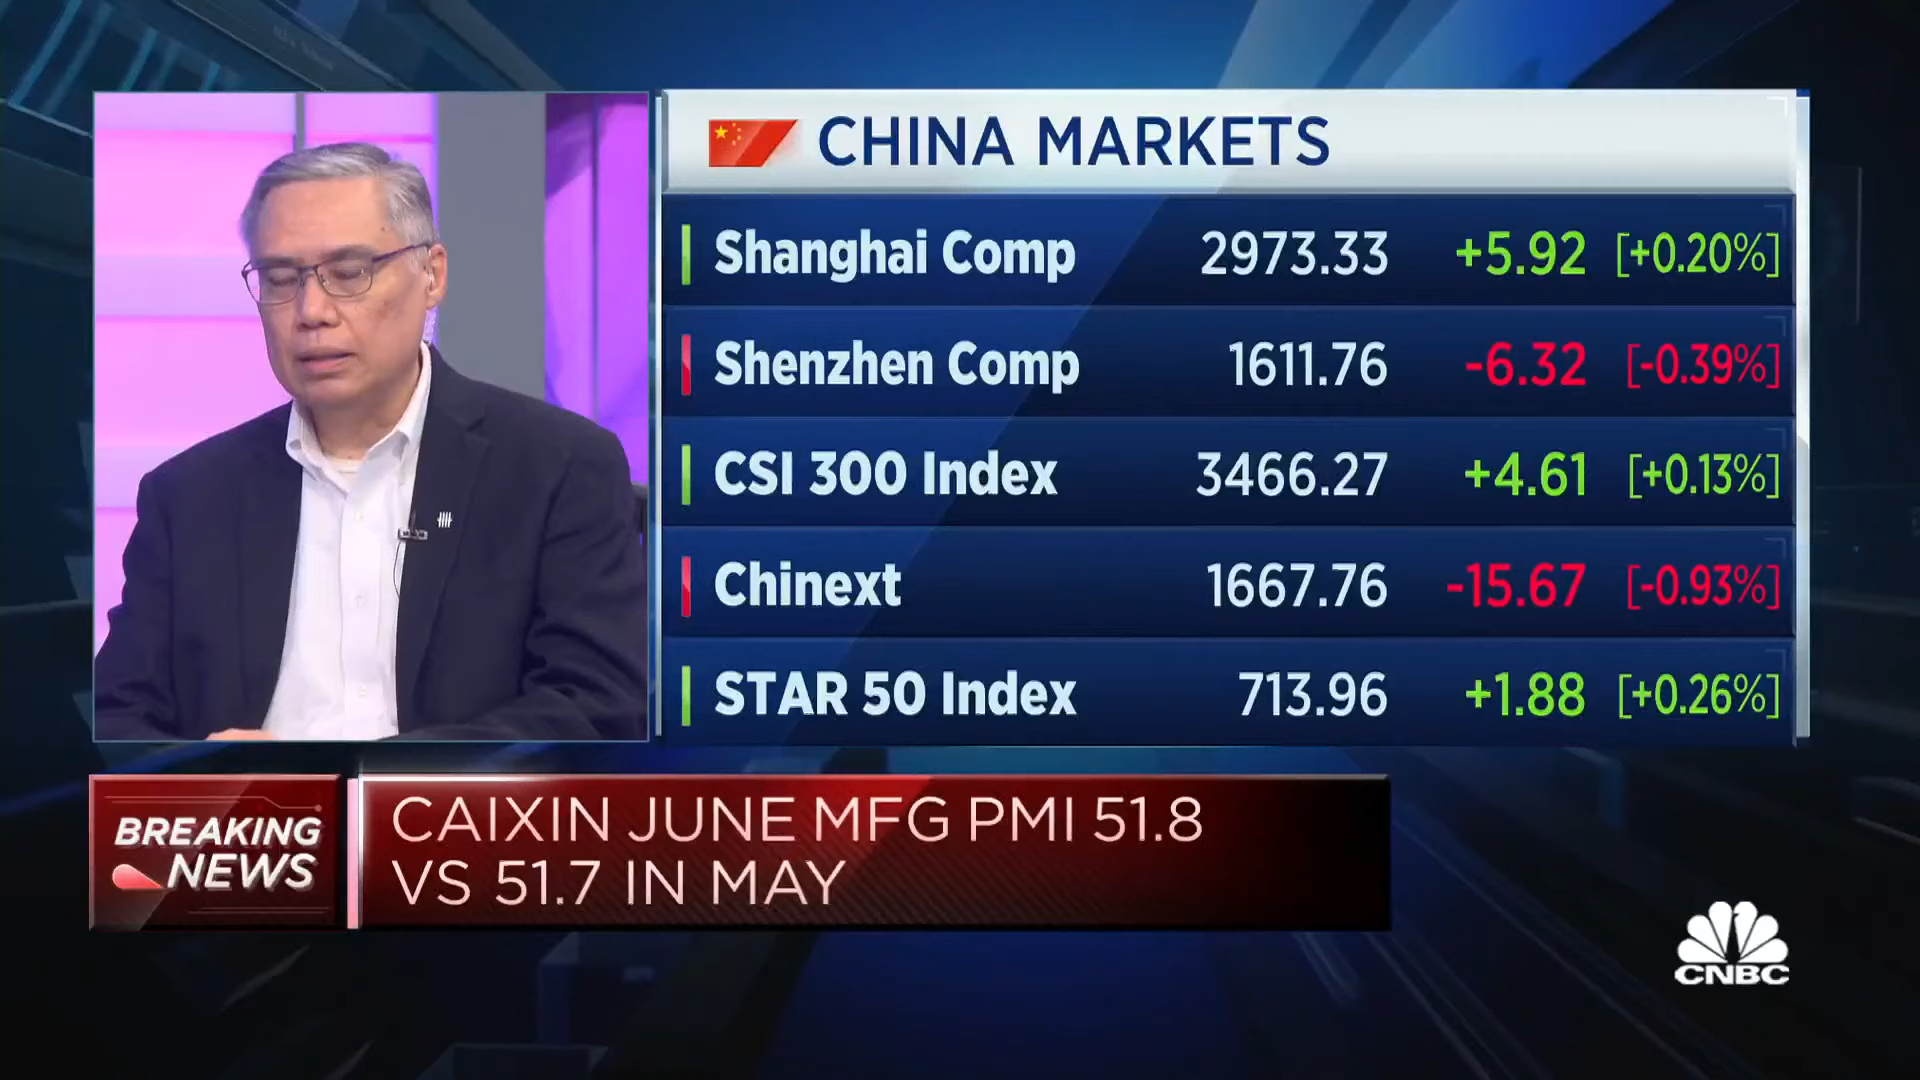 CHINA MARKETS
Shanghai Comp 2973.33 +5.92 [+0.20%]
Shenzhen Comp 1611.76 -6.32 [-0.39%]
CSI 300 Index 3466.27 +4.61 [+0.13%]
Chinext 1667.76 -15.67 [-0.93%]
STAR 50 Index 713.96 +1.88 [+0.26%]
BREAKING
NEWS
CAIXIN JUNE MFG PMI 51.8
VS 51.7 IN MAY
CNBC